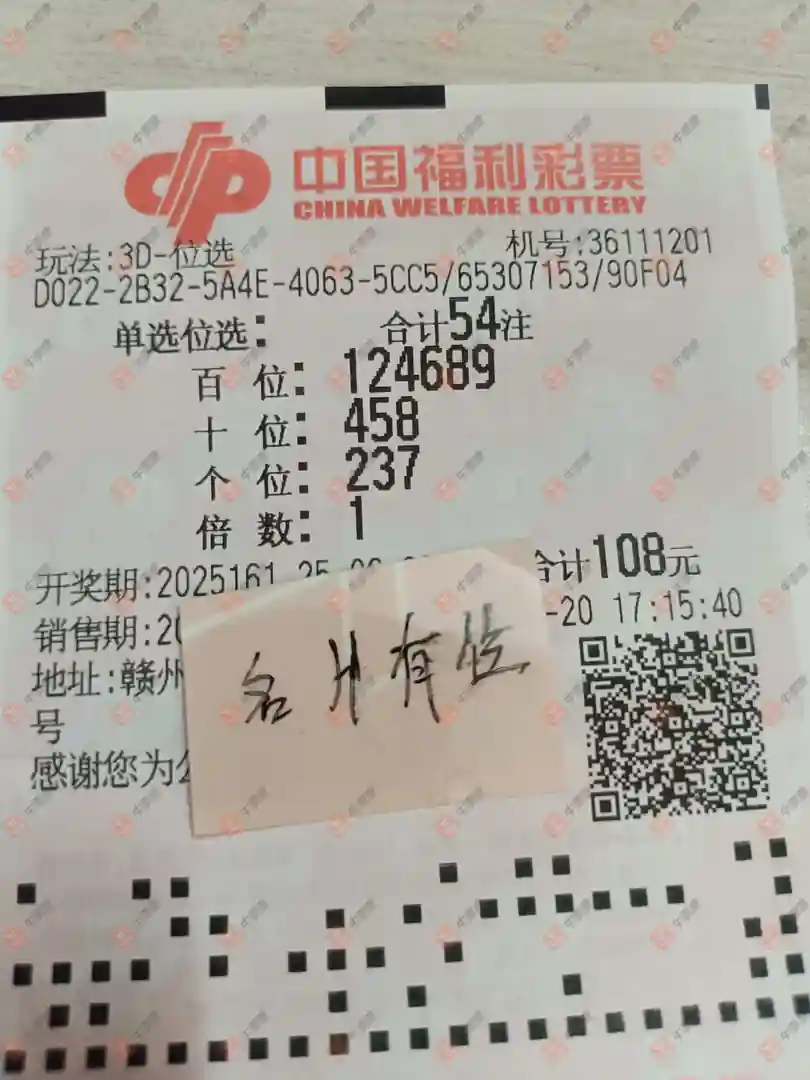 中国福利彩票
CHINA WELFARE LOTTERY
玩法:3D-位选 机号:36111201
D022-2B32-5A4E-4063-5CC5/65307153/90F04
单选位选: 合计54注
百 位: 124689
十 位: 458
个 位: 237
倍 数: 1
开奖期:2025161 合计108元
销售期:20 -20 17:15:40
地址:赣州
号
感谢您为公
有